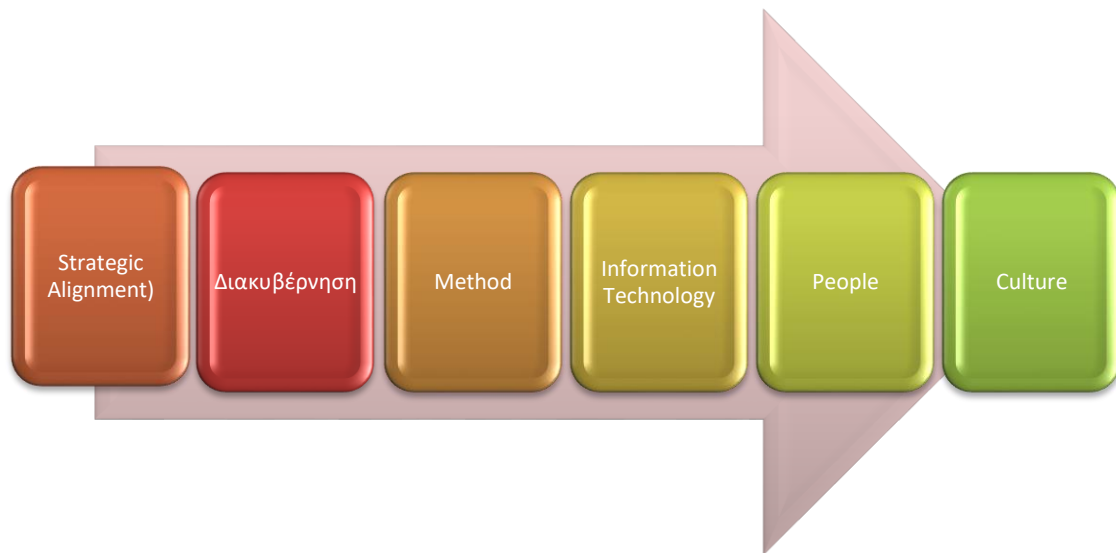 Strategic
Alignment)
Διακυβέρνηση
Method
Information
Technology
People
Culture